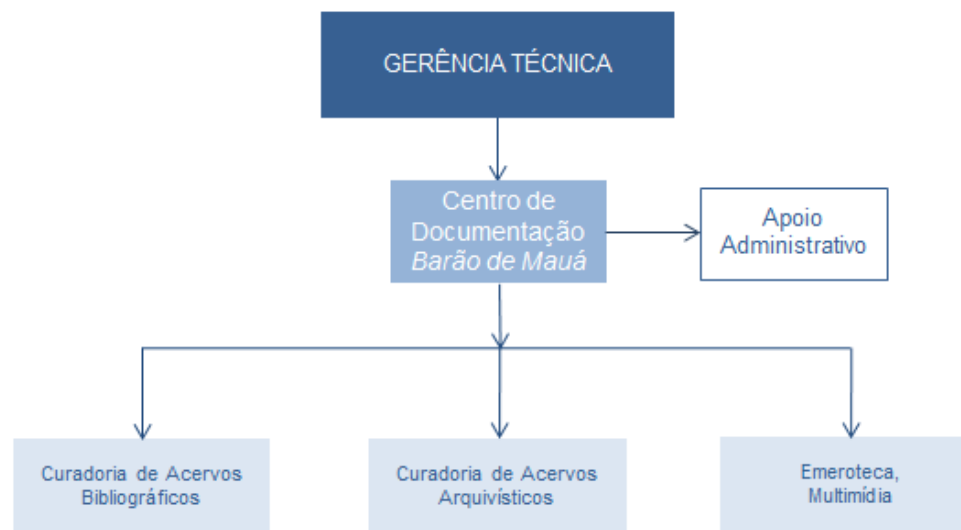 GERÊNCIA TÉCNICA
Centro de
Documentação
Barão de Mauá
Apoio
Administrativo
Curadoria de Acervos
Bibliográficos
Curadoria de Acervos
Arquivísticos
Emeroteca,
Multimídia